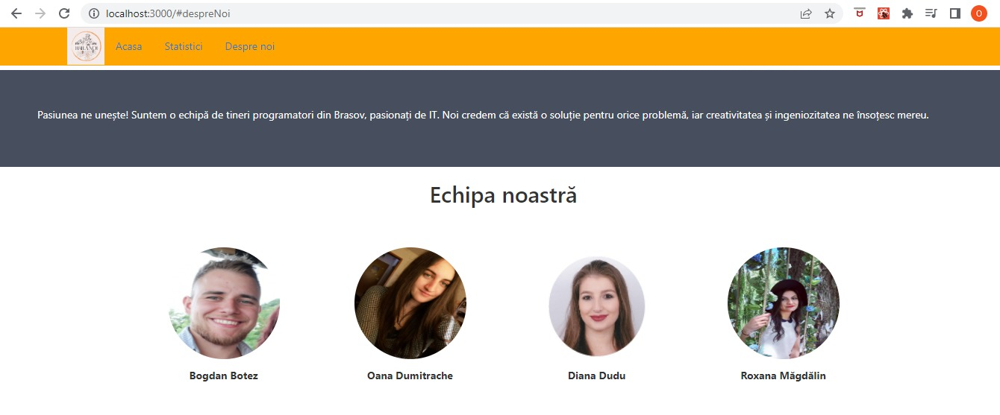 localhost:3000/#despreNoi
O
Acasa Statistici Despre noi
Pasiunea ne unește! Suntem o echipă de tineri programatori din Brasov, pasionați de IT. Noi credem că există o soluție pentru orice problemă, iar creativitatea și ingeniozitatea ne însoțesc mereu.
Echipa noastră
Bogdan Botez Oana Dumitrache Diana Dudu Roxana Măgdălin